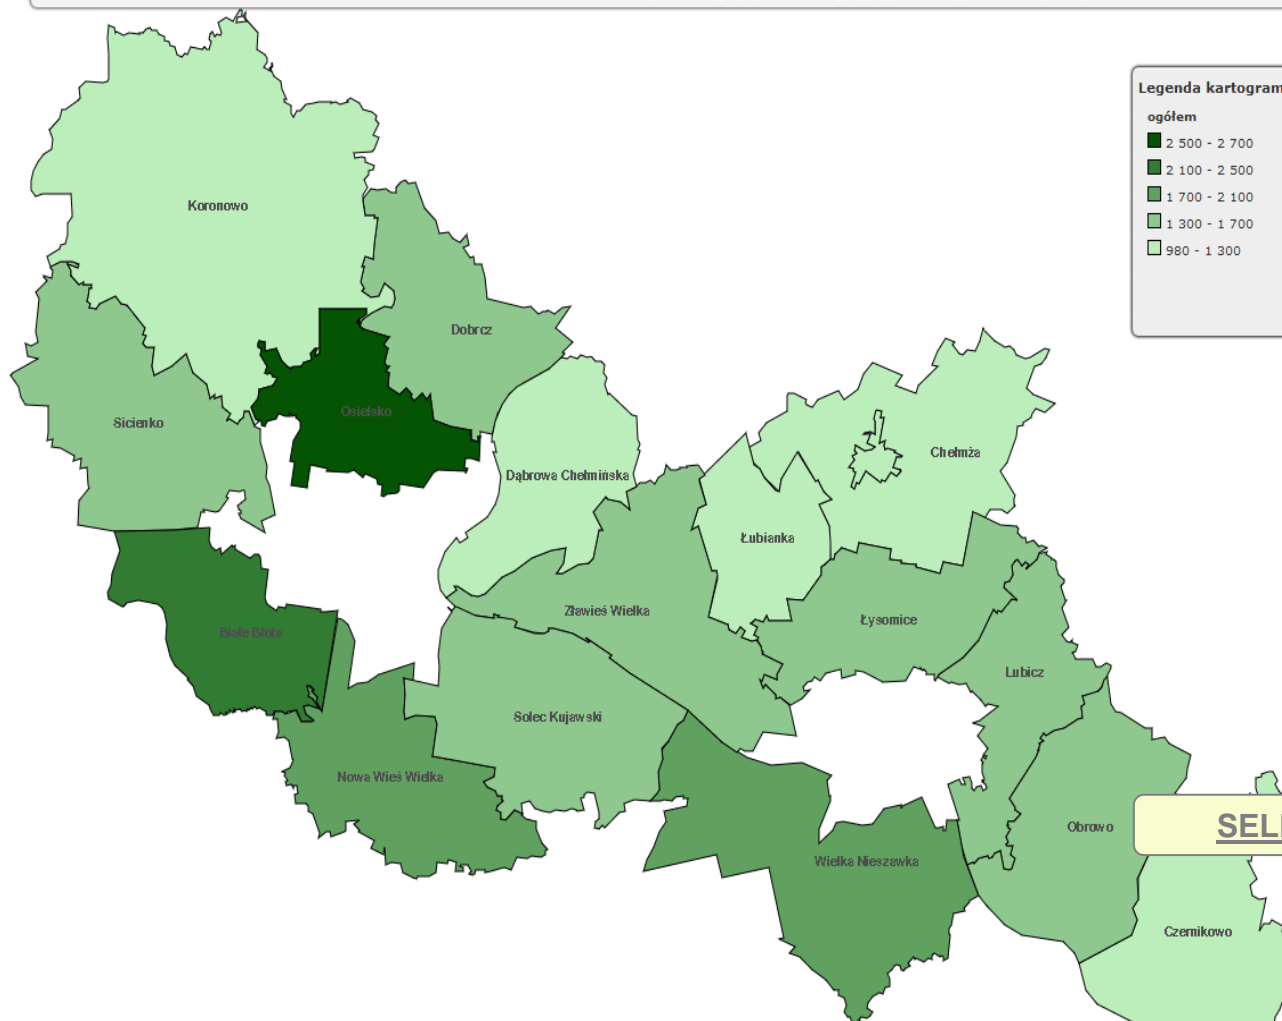 Legenda kartogram
ogółem
2 500 - 2 700
2 100 - 2 500
1 700 - 2 100
1 300 - 1 700
980 - 1 300
Koronowo
Dobrcz
Osielsko
Sicienko
Chełmża
Dąbrowa Chełmińska
Łubianka
Zławieś Wielka
Łysomice
Białe Błota
Lubicz
Solec Kujawski
Nowa Wieś Wielka
Obrowo
SEL
Wielka Nieszawka
Czernikowo